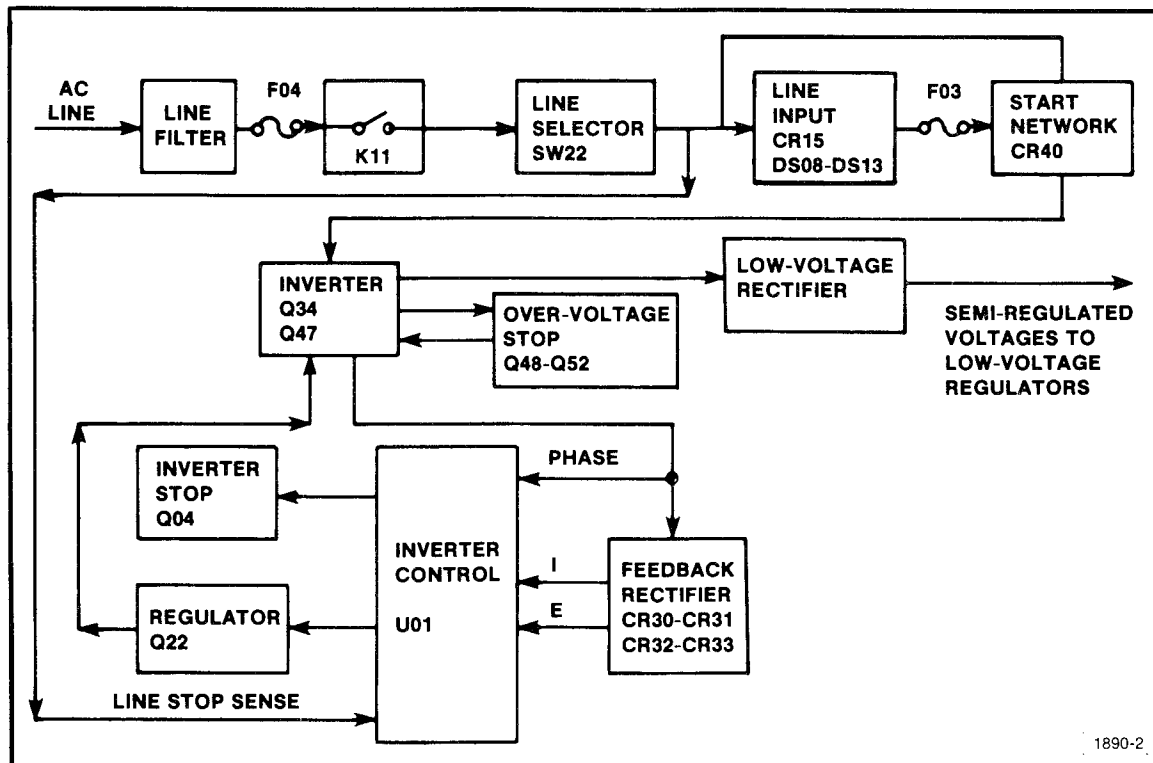 AC
LINE
LINE
FILTER
F04
K11
LINE
SELECTOR
SW22
LINE
INPUT
CR15
DS08-DS13
F03
START
NETWORK
CR40
INVERTER
Q34
Q47
OVER-VOLTAGE
STOP
Q48-Q52
LOW-VOLTAGE
RECTIFIER
SEMI-REGULATED
VOLTAGES TO
LOW-VOLTAGE
REGULATORS
INVERTER
STOP
Q04
REGULATOR
Q22
INVERTER
CONTROL
U01
PHASE
I
E
FEEDBACK
RECTIFIER
CR30-CR31
CR32-CR33
LINE STOP SENSE
1890-2